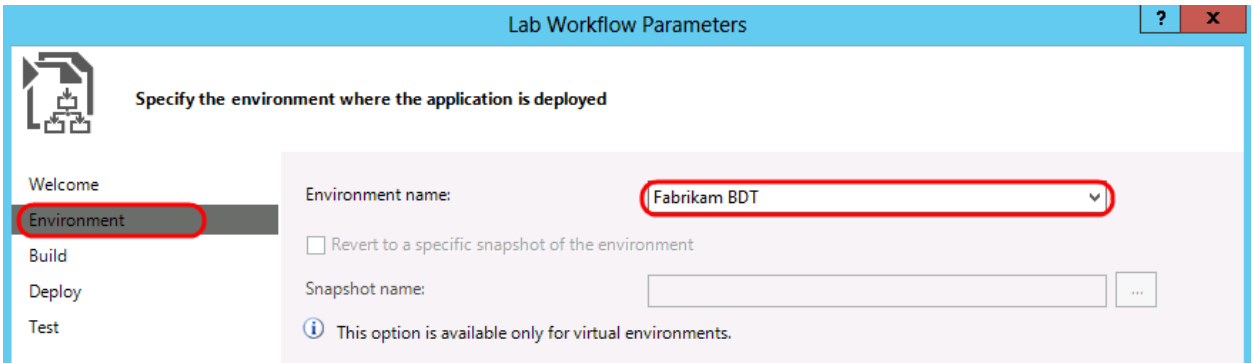 Lab Workflow Parameters
? x
Specify the environment where the application is deployed
Welcome
Environment
Build
Deploy
Test
Environment name: Fabrikam BDT
Revert to a specific snapshot of the environment
Snapshot name: ...
This option is available only for virtual environments.